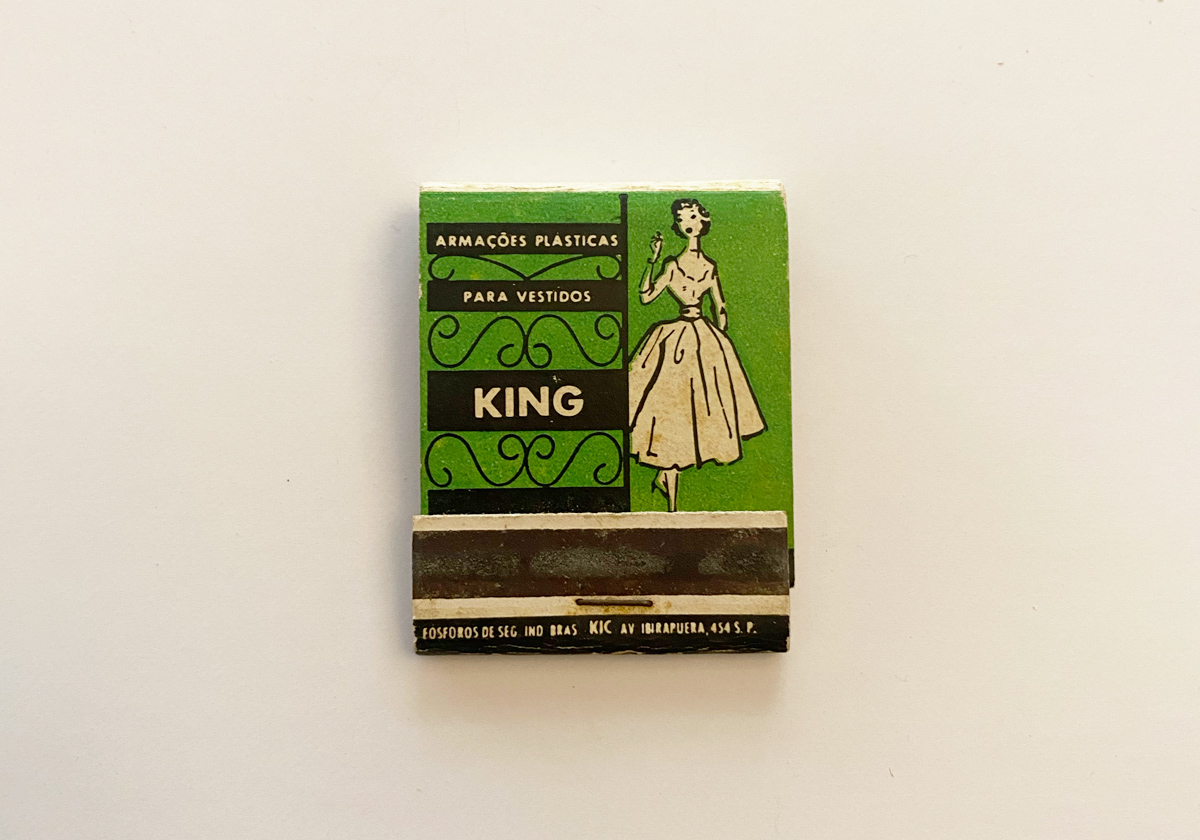 ARMAÇÕES PLÁSTICAS
PARA VESTIDOS
KING
FOSFOROS DE SEG. IND BRAS. KIC AV IBIRAPUERA, 454 S. P.